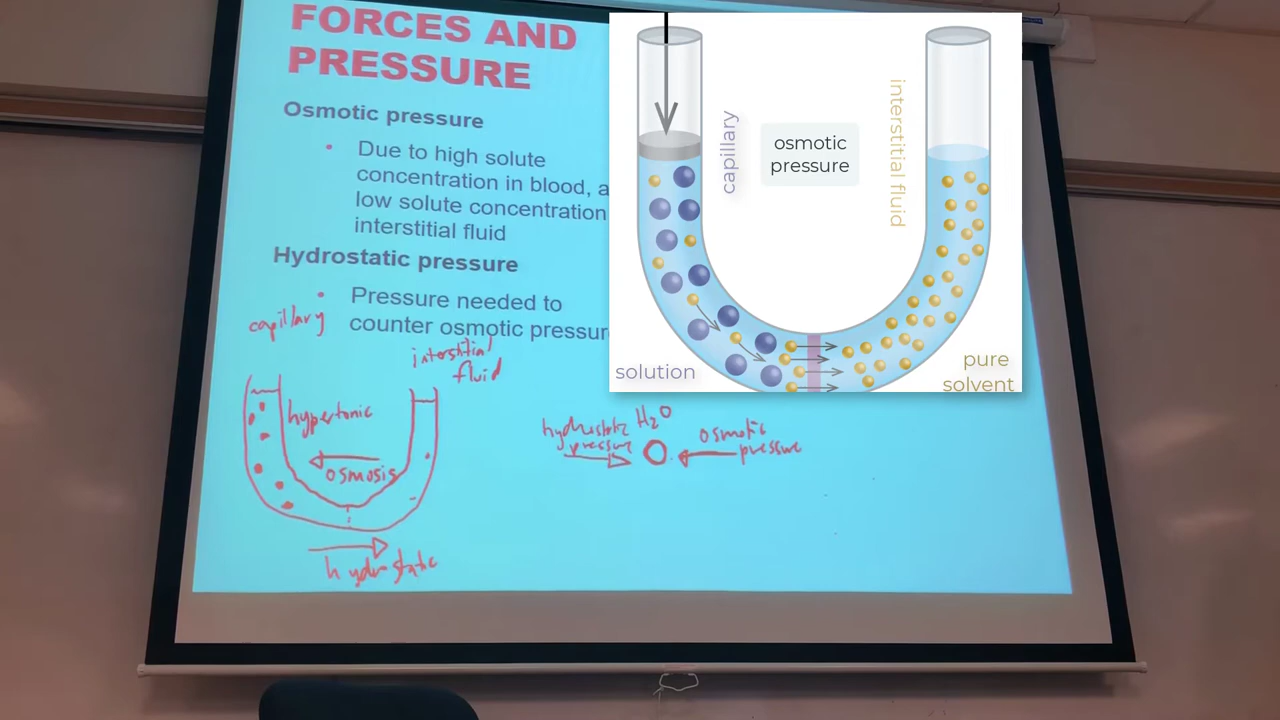 FORCES AND
PRESSURE
Osmotic pressure
• Due to high solute
concentration in blood, a
low solute concentration
interstitial fluid
Hydrostatic pressure
• Pressure needed to
counter osmotic pressur
capillary
interstitial
fluid
hypertonic
osmosis
hydrostatic
hydrostatic
pressure
H2O
osmotic
pressure
capillary
osmotic
pressure
interstitial fluid
solution
pure
solvent